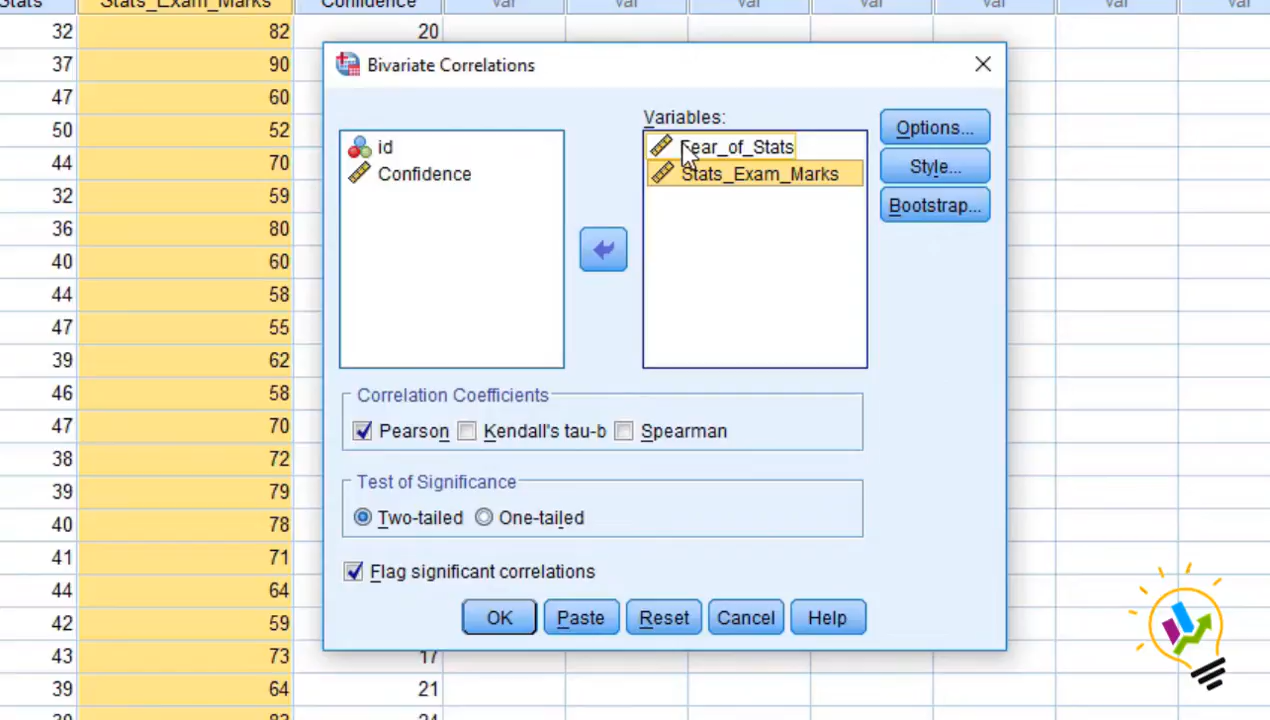 Stats Stats_Exam_Marks Confidence var var var var var var var
32 82 20
37 90
47 60
50 52
44 70
32 59
36 80
40 60
44 58
47 55
39 62
46 58
47 70
38 72
39 79
40 78
41 71
44 64
42 59
43 73 17
39 64 21
Bivariate Correlations
id
Confidence
Variables:
Fear_of_Stats
Stats_Exam_Marks
Options...
Style...
Bootstrap...
Correlation Coefficients
Pearson Kendall's tau-b Spearman
Test of Significance
Two-tailed One-tailed
Flag significant correlations
OK Paste Reset Cancel Help